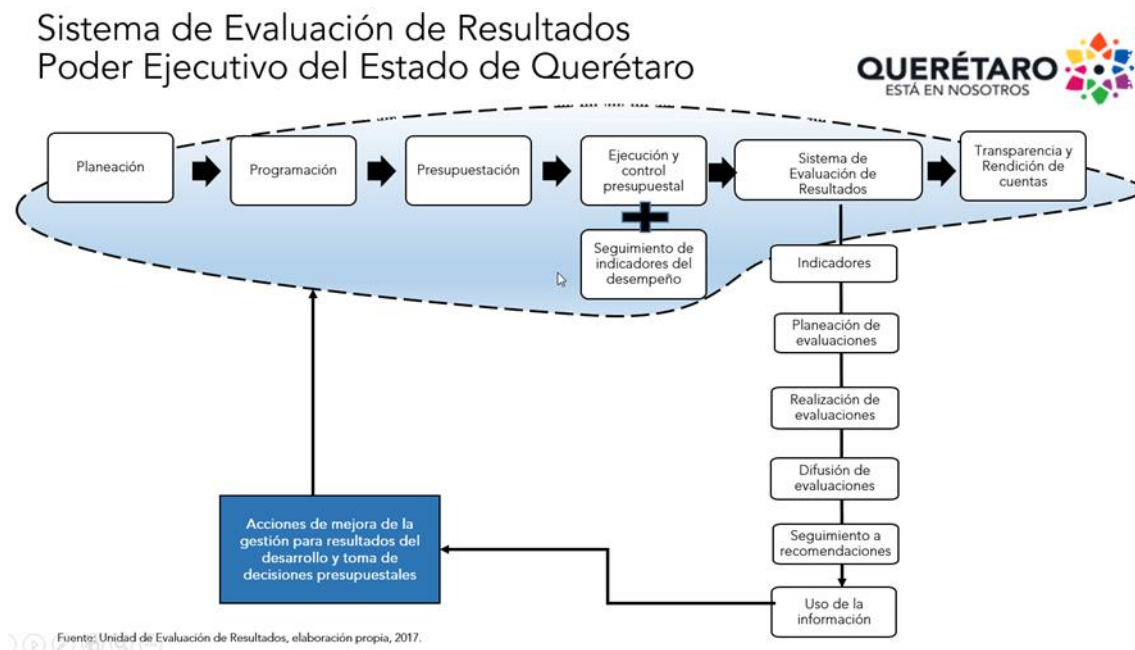 Sistema de Evaluación de Resultados
Poder Ejecutivo del Estado de Querétaro
QUERÉTARO
ESTÁ EN NOSOTROS
Planeación
Programación
Presupuestación
Ejecución y
control
presupuestal
Sistema de
Evaluación de
Resultados
Transparencia y
Rendición de
cuentas
Seguimiento de
indicadores del
desempeño
Indicadores
Planeación de
evaluaciones
Realización de
evaluaciones
Difusión de
evaluaciones
Seguimiento a
recomendaciones
Uso de la
información
Acciones de mejora de la
gestión para resultados del
desarrollo y toma de
decisiones presupuestales
Fuente: Unidad de Evaluación de Resultados, elaboración propia, 2017.